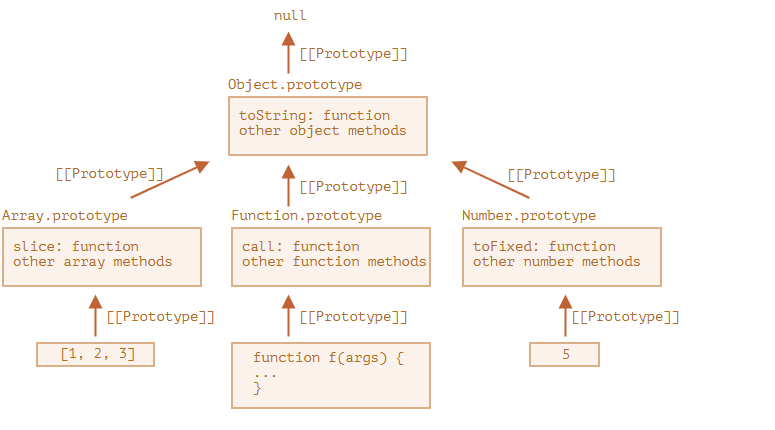 null
[[Prototype]]
Object.prototype
toString: function
other object methods
[[Prototype]]
[[Prototype]]
[[Prototype]]
Array.prototype
Function.prototype
Number.prototype
slice: function
other array methods
call: function
other function methods
toFixed: function
other number methods
[[Prototype]]
[[Prototype]]
[[Prototype]]
[1, 2, 3]
function f(args) {
...
}
5